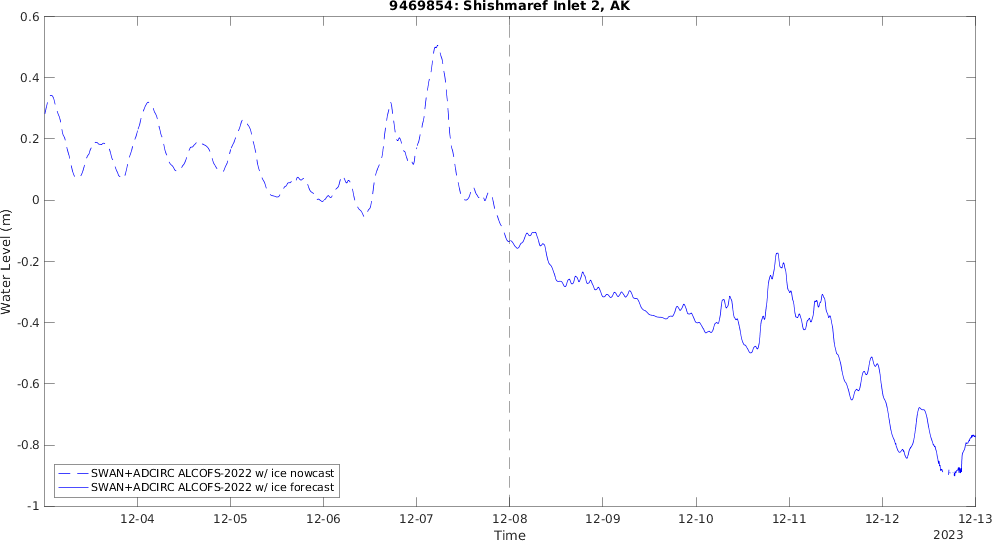 9469854: Shishmaref Inlet 2, AK
0.6
0.4
0.2
0
-0.2
-0.4
-0.6
-0.8
-1
Water Level (m)
SWAN+ADCIRC ALCOFS-2022 w/ ice nowcast
SWAN+ADCIRC ALCOFS-2022 w/ ice forecast
12-04 12-05 12-06 12-07 12-08 12-09 12-10 12-11 12-12 12-13
Time
2023